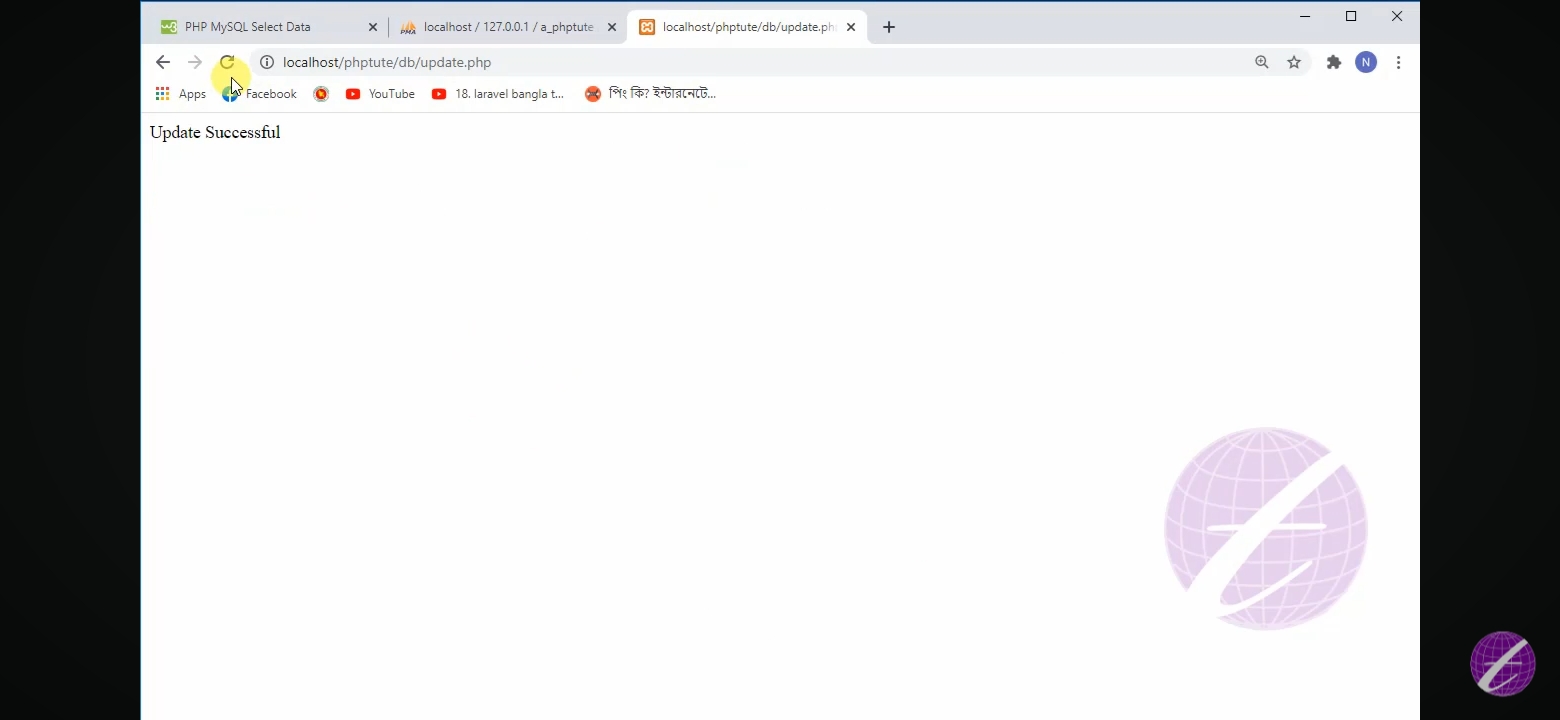 PHP MySQL Select Data
localhost / 127.0.0.1 / a_phptute
localhost/phptute/db/update.ph
localhost/phptute/db/update.php
N
Apps
Facebook
YouTube
18. laravel bangla t...
পিং কি? ইন্টারনেটে...
Update Successful